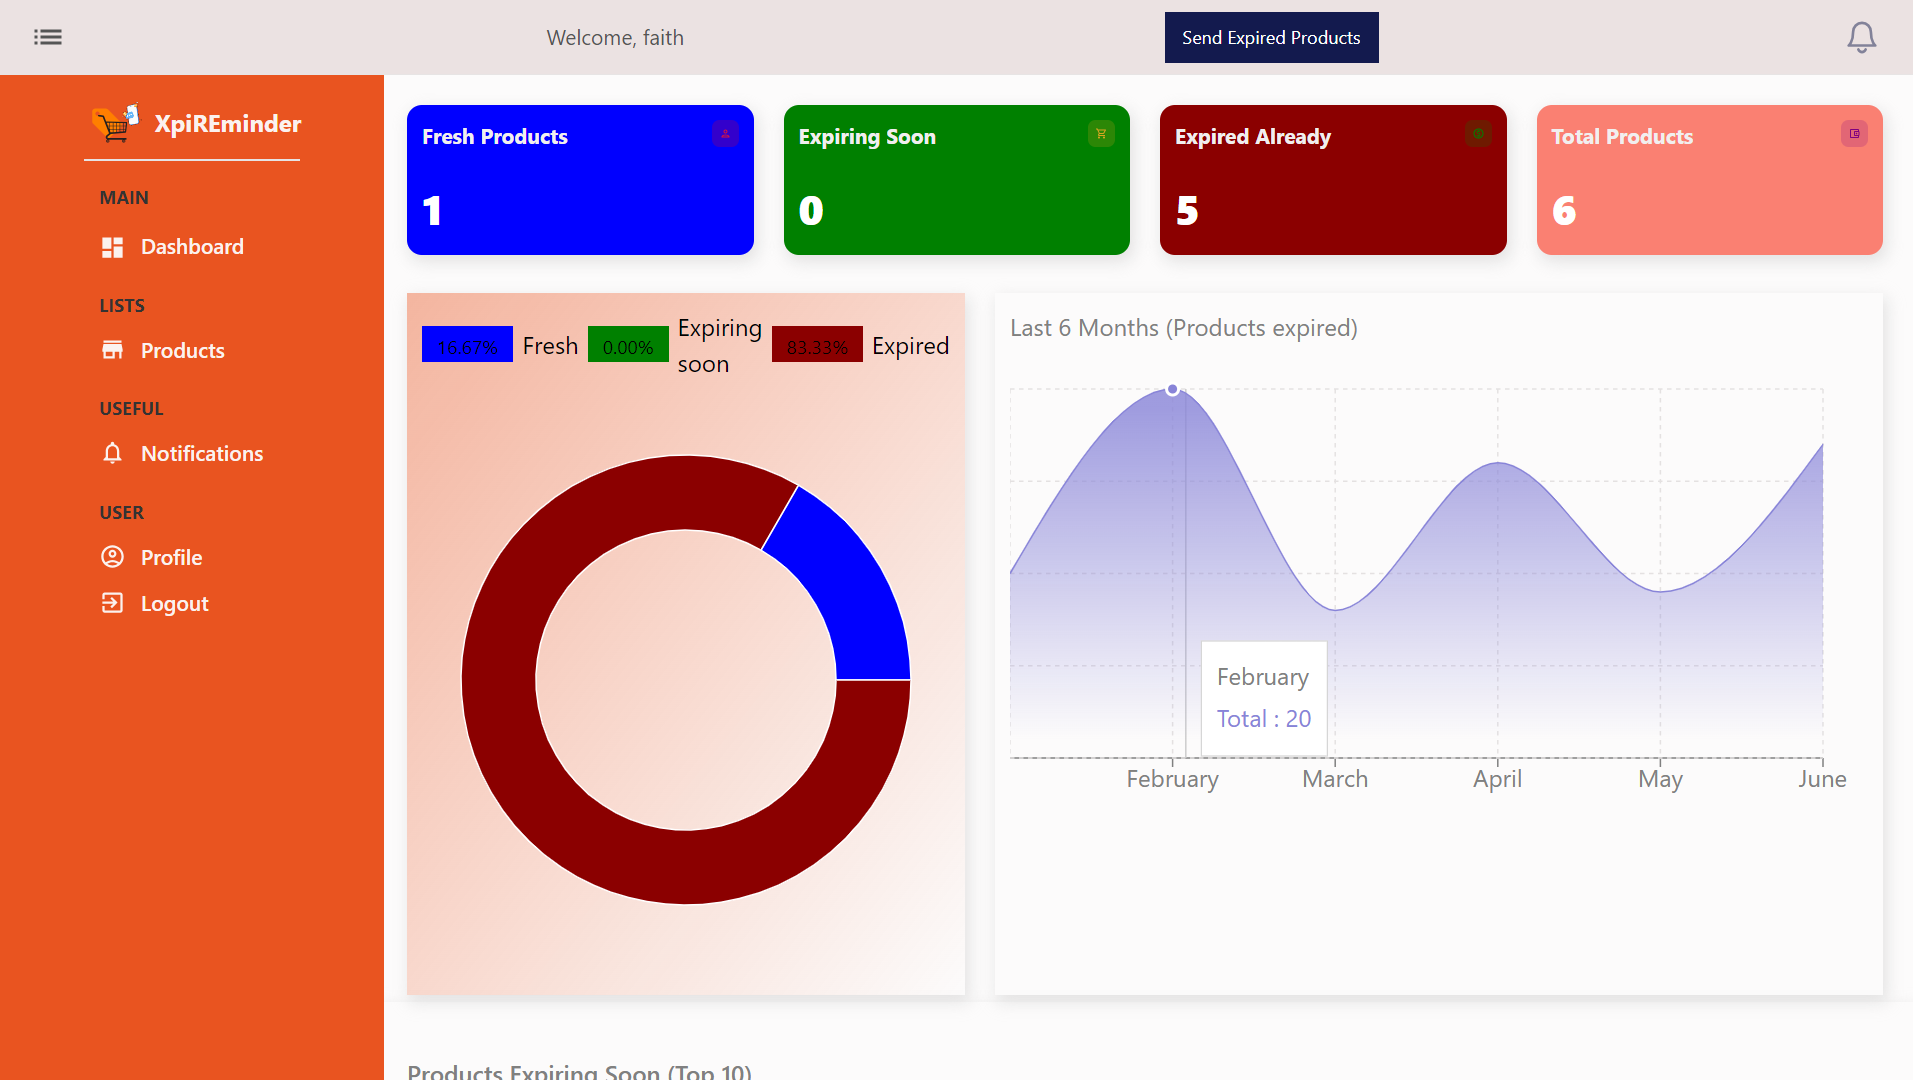 Welcome, faith
Send Expired Products
XpiREminder
MAIN
Dashboard
LISTS
Products
USEFUL
Notifications
USER
Profile
Logout
Fresh Products
1
Expiring Soon
0
Expired Already
5
Total Products
6
16.67% Fresh
0.00% Expiring
soon
83.33% Expired
Last 6 Months (Products expired)
February
Total : 20
February March April May June
Products Expiring Soon (Top 10)